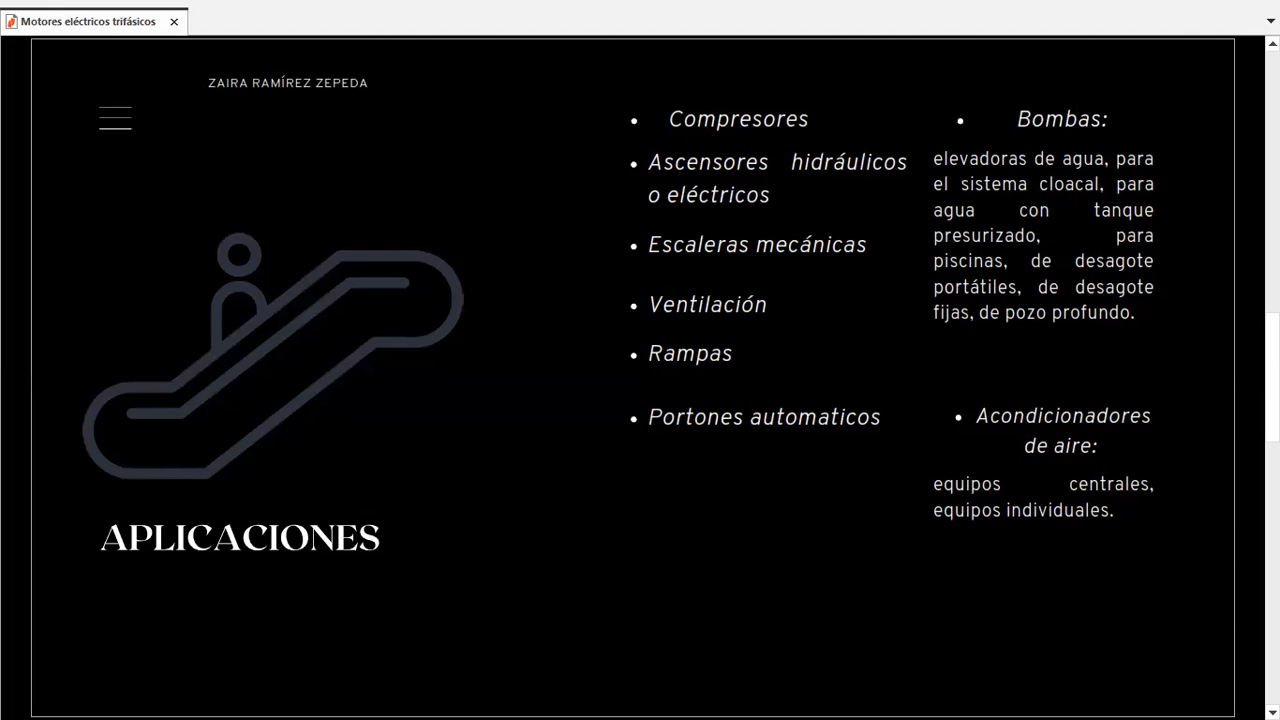 Motores eléctricos trifásicos
ZAIRA RAMÍREZ ZEPEDA
• Compresores
• Ascensores hidráulicos
o eléctricos
• Escaleras mecánicas
• Ventilación
• Rampas
• Portones automaticos
• Bombas:
elevadoras de agua, para
el sistema cloacal, para
agua con tanque
presurizado, para
piscinas, de desagote
portátiles, de desagote
fijas, de pozo profundo.
• Acondicionadores
de aire:
equipos centrales,
equipos individuales.
APLICACIONES